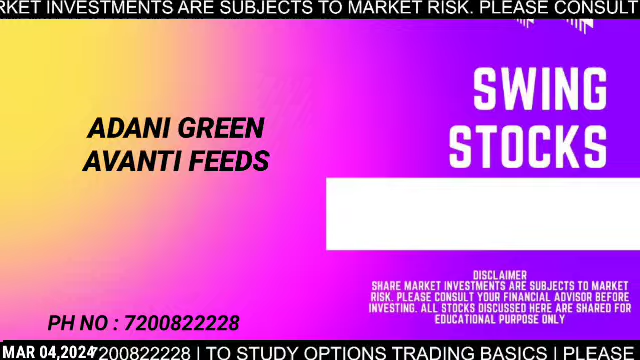 RKET INVESTMENTS ARE SUBJECTS TO MARKET RISK. PLEASE CONSULT
SWING
STOCKS
ADANI GREEN
AVANTI FEEDS
DISCLAIMER
SHARE MARKET INVESTMENTS ARE SUBJECTS TO MARKET
RISK. PLEASE CONSULT YOUR FINANCIAL ADVISOR BEFORE
INVESTING. ALL STOCKS DISCUSSED HERE ARE SHARED FOR
EDUCATIONAL PURPOSE ONLY
PH NO : 7200822228
MAR 04,2024 7200822228 | TO STUDY OPTIONS TRADING BASICS | PLEASE